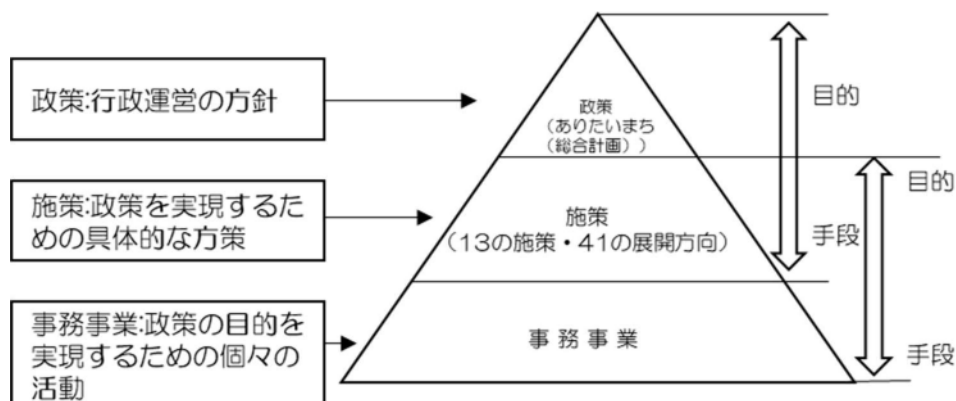 政策:行政運営の方針
施策:政策を実現するた
めの具体的な方策
事務事業:政策の目的を
実現するための個々の
活動
政策
(ありたいまち
(総合計画))
施策
(13の施策・41の展開方向)
事務事業
目的
手段
目的
手段